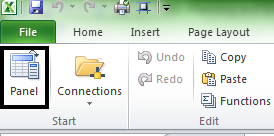 File Home Insert Page Layout
Undo Copy
Redo Paste
Panel Connections Functions
Start Edit